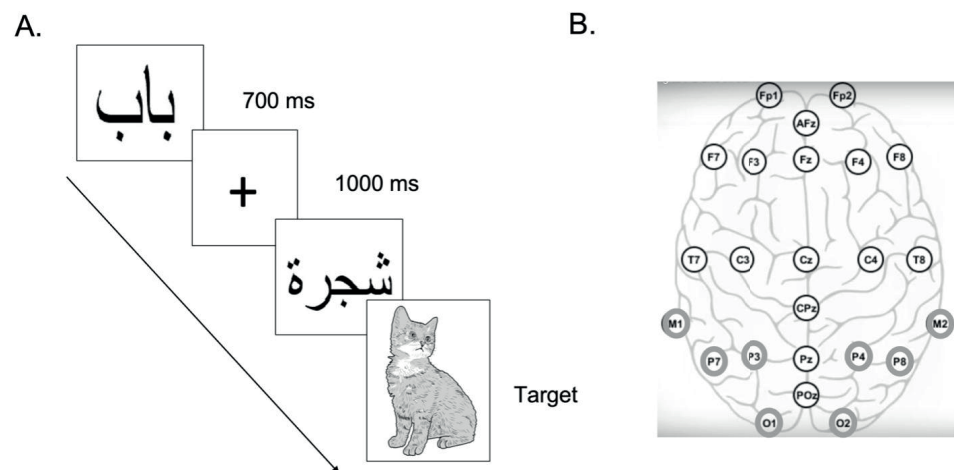 A.
باب
700 ms
+
1000 ms
شجرة
Target
B.
Fp1 Fp2
AFz
F7 F3 Fz F4 F8
T7 C3 Cz C4 T8
CPz
M1 M2
P7 P3 Pz P4 P8
POz
O1 O2